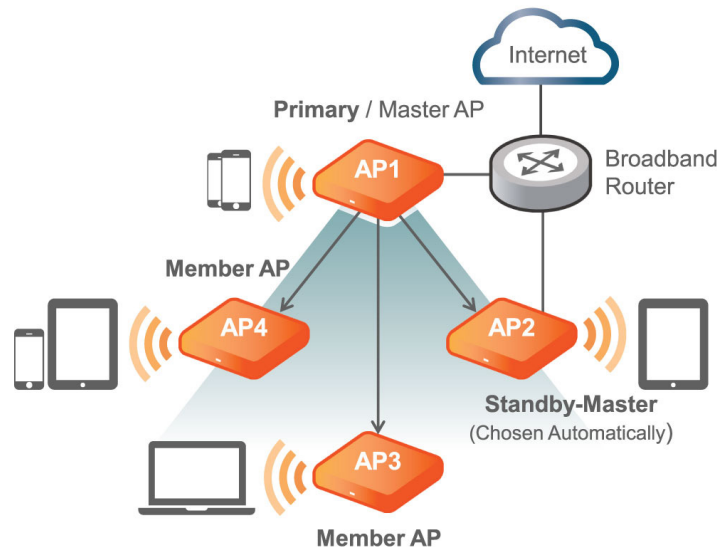 Internet
Primary / Master AP
AP1
Broadband
Router
Member AP
AP4
AP2
Standby-Master
(Chosen Automatically)
AP3
Member AP